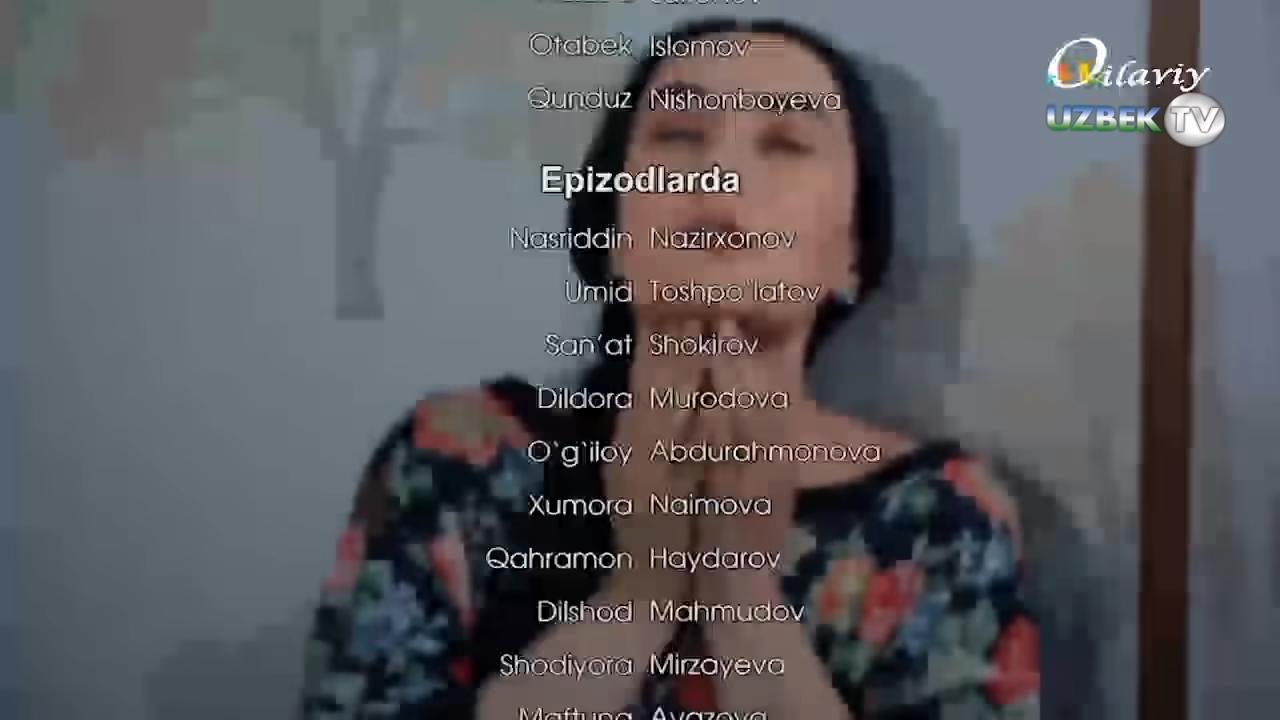 Otabek Islomov
Qunduz Nishonboyeva
Oilaviy
UZBEK TV
Epizodlarda
Nasriddin Nazirxonov
Umid Toshpo'latov
San'at Shokirov
Dildora Murodova
O`g`iloy Abdurahmonova
Xumora Naimova
Qahramon Haydarov
Dilshod Mahmudov
Shodiyora Mirzayeva